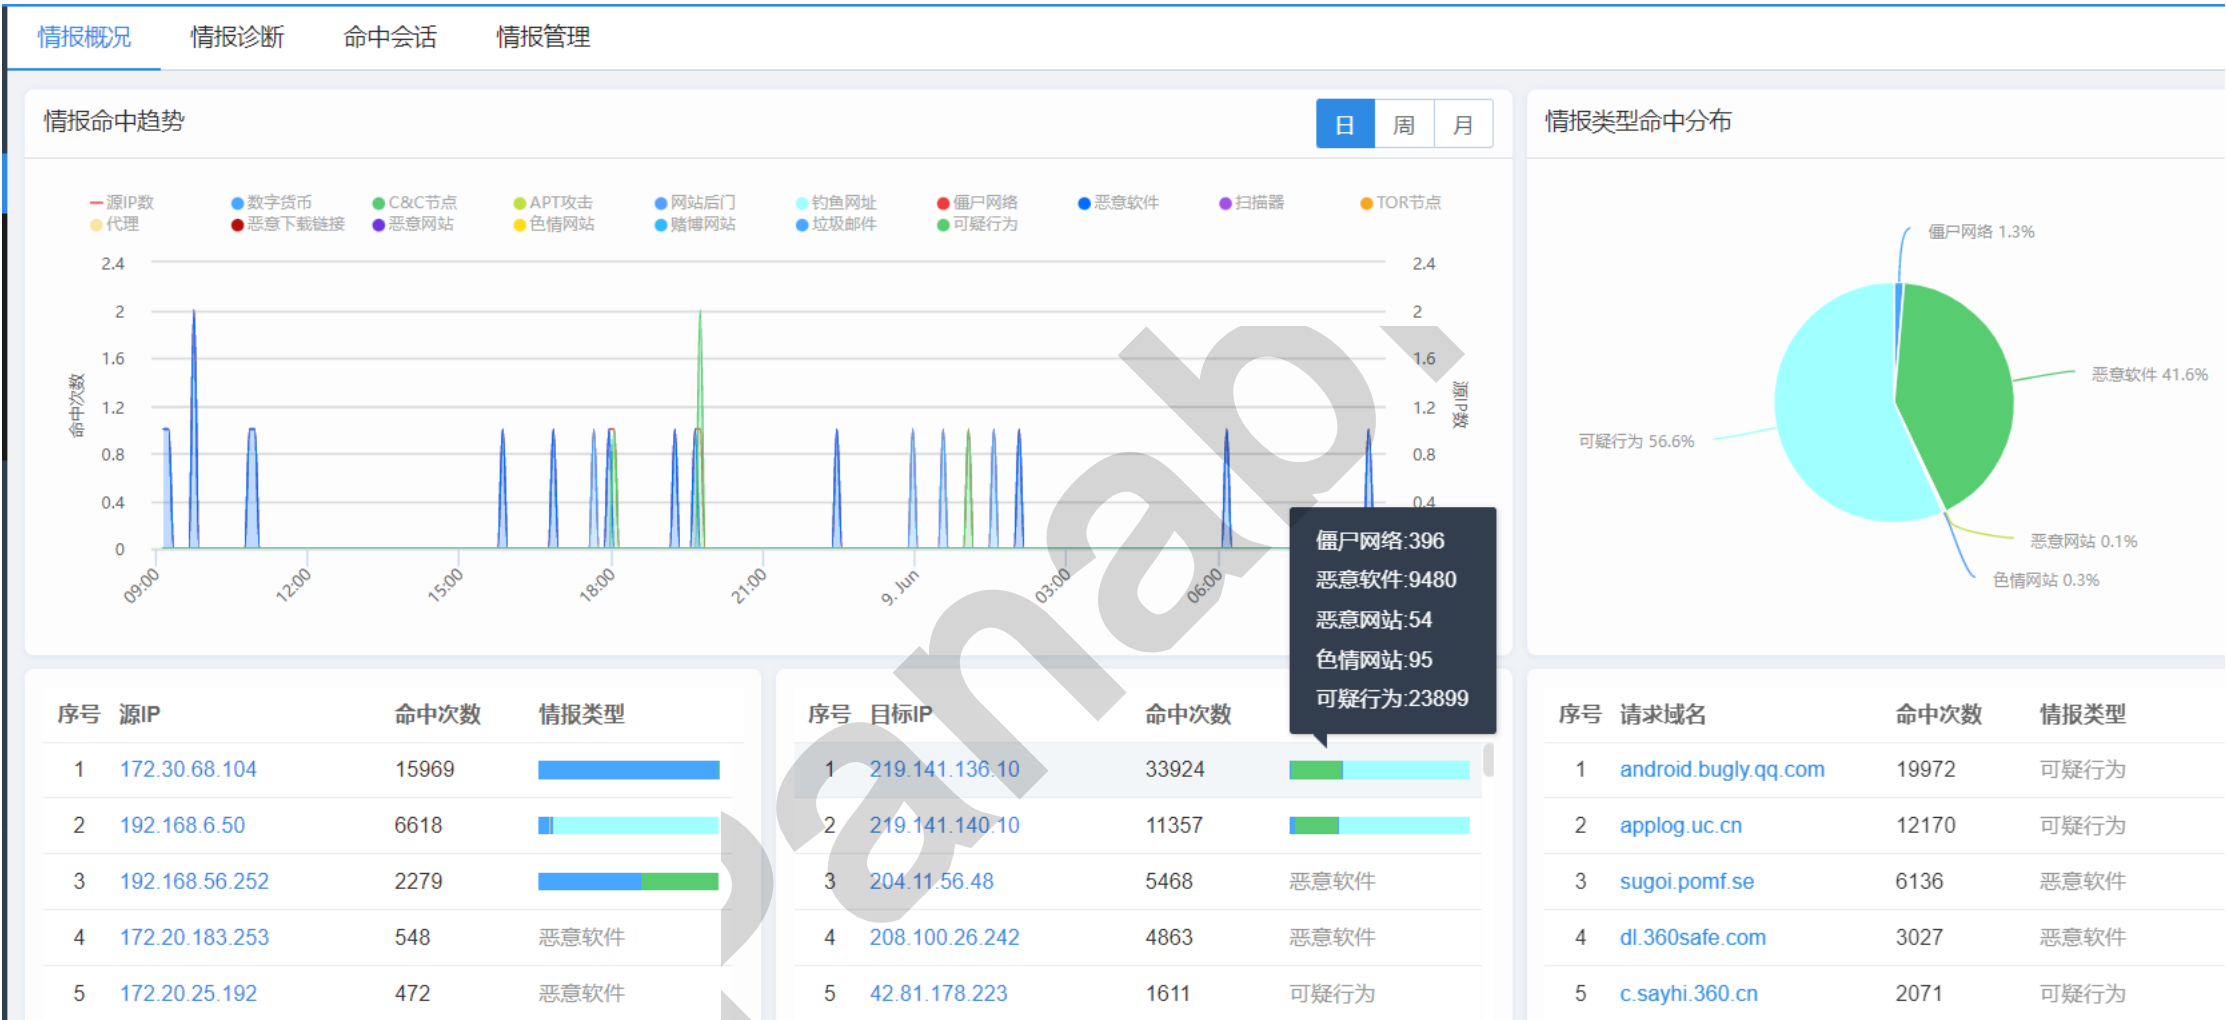 情报概况 情报诊断 命中会话 情报管理
情报命中趋势 日 周 月
源IP数 数字货币 C&C节点 APT攻击 网站后门 钓鱼网址 僵尸网络 恶意软件 扫描器 TOR节点
代理 恶意下载链接 恶意网站 色情网站 赌博网站 垃圾邮件 可疑行为
2.4 2.4
2 2
1.6 1.6
1.2 1.2
0.8 0.8
0.4 0.4
0
命中次数
源IP数
09:00 12:00 15:00 18:00 21:00 9. Jun 03:00 06:00
僵尸网络:396
恶意软件:9480
恶意网站:54
色情网站:95
可疑行为:23899
情报类型命中分布
僵尸网络 1.3%
恶意软件 41.6%
可疑行为 56.6%
恶意网站 0.1%
色情网站 0.3%
序号 源IP 命中次数 情报类型
1 172.30.68.104 15969
2 192.168.6.50 6618
3 192.168.56.252 2279
4 172.20.183.253 548 恶意软件
5 172.20.25.192 472 恶意软件
序号 目标IP 命中次数
1 219.141.136.10 33924
2 219.141.140.10 11357
3 204.11.56.48 5468 恶意软件
4 208.100.26.242 4863 恶意软件
5 42.81.178.223 1611 可疑行为
序号 请求域名 命中次数 情报类型
1 android.bugly.qq.com 19972 可疑行为
2 applog.uc.cn 12170 可疑行为
3 sugoi.pomf.se 6136 恶意软件
4 dl.360safe.com 3027 恶意软件
5 c.sayhi.360.cn 2071 可疑行为